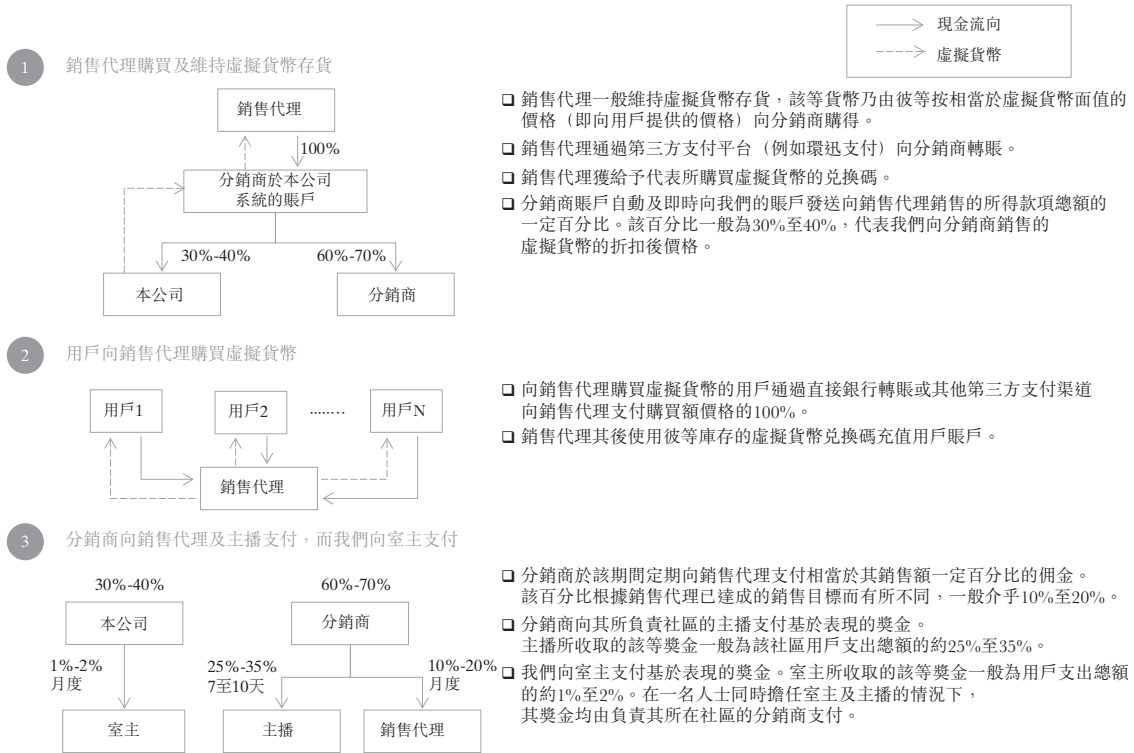 現金流向
虛擬貨幣
1
銷售代理購買及維持虛擬貨幣存貨
銷售代理
100%
分銷商於本公司
系統的賬戶
30%-40%
60%-70%
本公司
分銷商
❑ 銷售代理一般維持虛擬貨幣存貨，該等貨幣乃由彼等按相當於虛擬貨幣面值的
價格（即向用戶提供的價格）向分銷商購得。
❑ 銷售代理通過第三方支付平台（例如環迅支付）向分銷商轉賬。
❑ 銷售代理獲給予代表所購買虛擬貨幣的兌換碼。
❑ 分銷商賬戶自動及即時向我們的賬戶發送向銷售代理銷售的所得款項總額的
一定百分比。該百分比一般為30%至40%，代表我們向分銷商銷售的
虛擬貨幣的折扣後價格。
2
用戶向銷售代理購買虛擬貨幣
用戶1
用戶2
.........
用戶N
銷售代理
❑ 向銷售代理購買虛擬貨幣的用戶通過直接銀行轉賬或其他第三方支付渠道
向銷售代理支付購買額價格的100%。
❑ 銷售代理其後使用彼等庫存的虛擬貨幣兌換碼充值用戶賬戶。
3
分銷商向銷售代理及主播支付，而我們向室主支付
30%-40%
60%-70%
本公司
分銷商
1%-2%
月度
25%-35%
7至10天
10%-20%
月度
室主
主播
銷售代理
❑ 分銷商於該期間定期向銷售代理支付相當於其銷售額一定百分比的佣金。
該百分比根據銷售代理已達成的銷售目標而有所不同，一般介乎10%至20%。
❑ 分銷商向其所負責社區的主播支付基於表現的獎金。
主播所收取的該等獎金一般為該社區用戶支出總額的約25%至35%。
❑ 我們向室主支付基於表現的獎金。室主所收取的該等獎金一般為用戶支出總額
的約1%至2%。在一名人士同時擔任室主及主播的情況下，
其獎金均由負責其所在社區的分銷商支付。